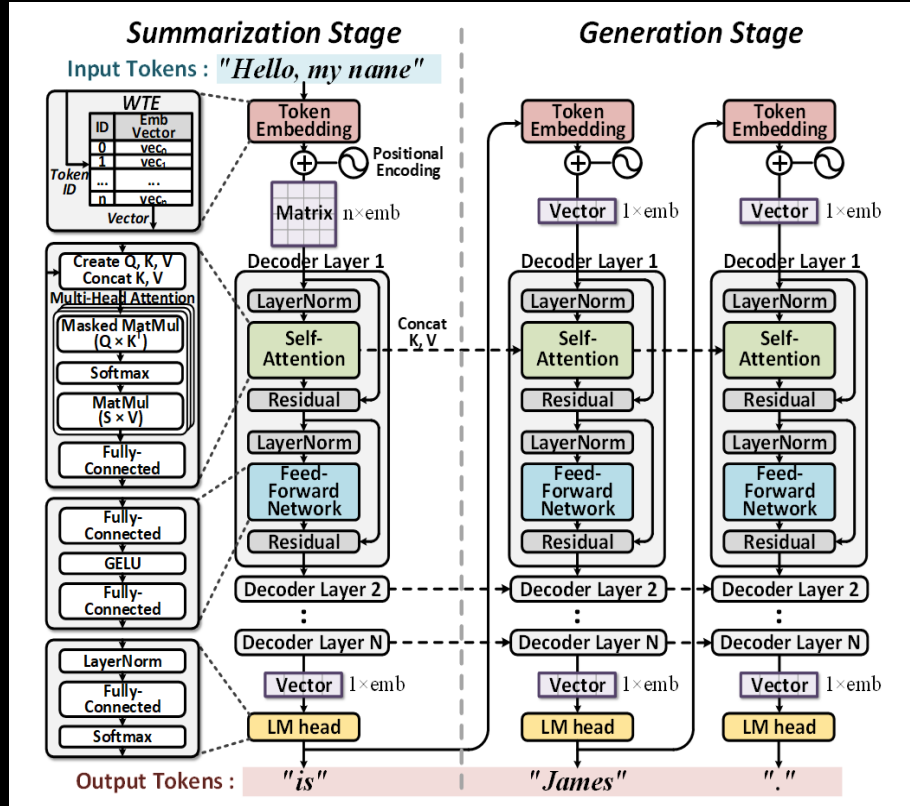 Summarization Stage
Generation Stage
Input Tokens : "Hello, my name"
WTE
ID
Emb
Vector
0
vec₀
1
vec₁
...
...
n
vecₙ
Token
ID
Vector
Create Q, K, V
Concat K, V
Multi-Head Attention
Masked MatMul
(Q × Kᵀ)
Softmax
MatMul
(S × V)
Fully-
Connected
Fully-
Connected
GELU
Fully-
Connected
LayerNorm
Fully-
Connected
Softmax
Token
Embedding
+
Positional
Encoding
Matrix
n×emb
Decoder Layer 1
LayerNorm
Self-
Attention
Residual
LayerNorm
Feed-
Forward
Network
Residual
Decoder Layer 2
:
Decoder Layer N
Vector
1×emb
LM head
Concat
K, V
Token
Embedding
+
Vector
1×emb
Decoder Layer 1
LayerNorm
Self-
Attention
Residual
LayerNorm
Feed-
Forward
Network
Residual
Decoder Layer 2
:
Decoder Layer N
Vector
1×emb
LM head
Token
Embedding
+
Vector
1×emb
Decoder Layer 1
LayerNorm
Self-
Attention
Residual
LayerNorm
Feed-
Forward
Network
Residual
Decoder Layer 2
:
Decoder Layer N
Vector
1×emb
LM head
Output Tokens : "is" "James" "."